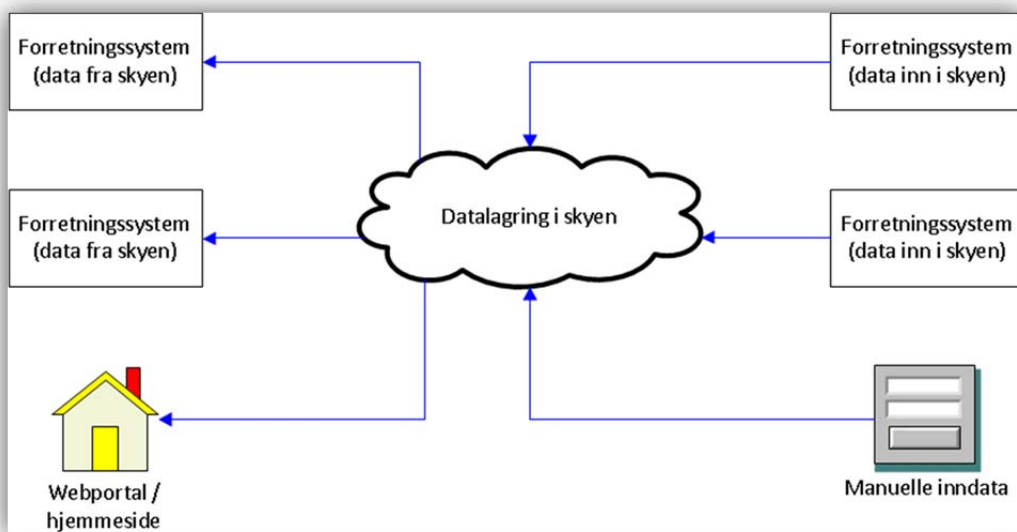 Forretningssystem
(data fra skyen)
Forretningssystem
(data inn i skyen)
Datalagring i skyen
Forretningssystem
(data fra skyen)
Forretningssystem
(data inn i skyen)
Webportal /
hjemmeside
Manuelle inndata